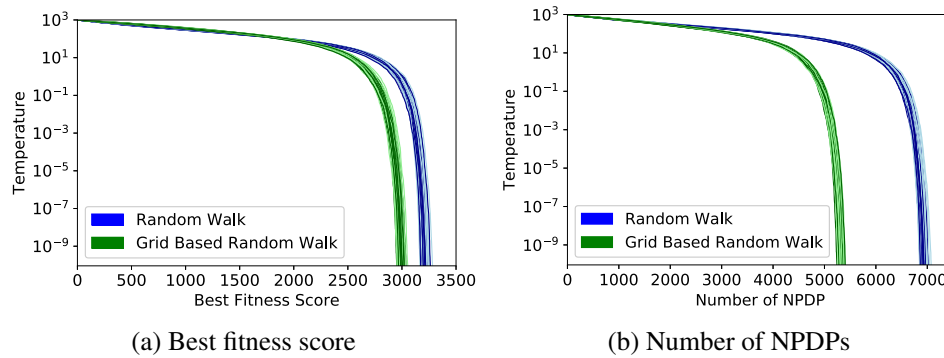 10^3
10^1
10^-1
10^-3
10^-5
10^-7
10^-9
Temperature
Random Walk
Grid Based Random Walk
0 500 1000 1500 2000 2500 3000 3500
Best Fitness Score
(a) Best fitness score
10^3
10^1
10^-1
10^-3
10^-5
10^-7
10^-9
Temperature
Random Walk
Grid Based Random Walk
0 1000 2000 3000 4000 5000 6000 7000
Number of NPDP
(b) Number of NPDPs